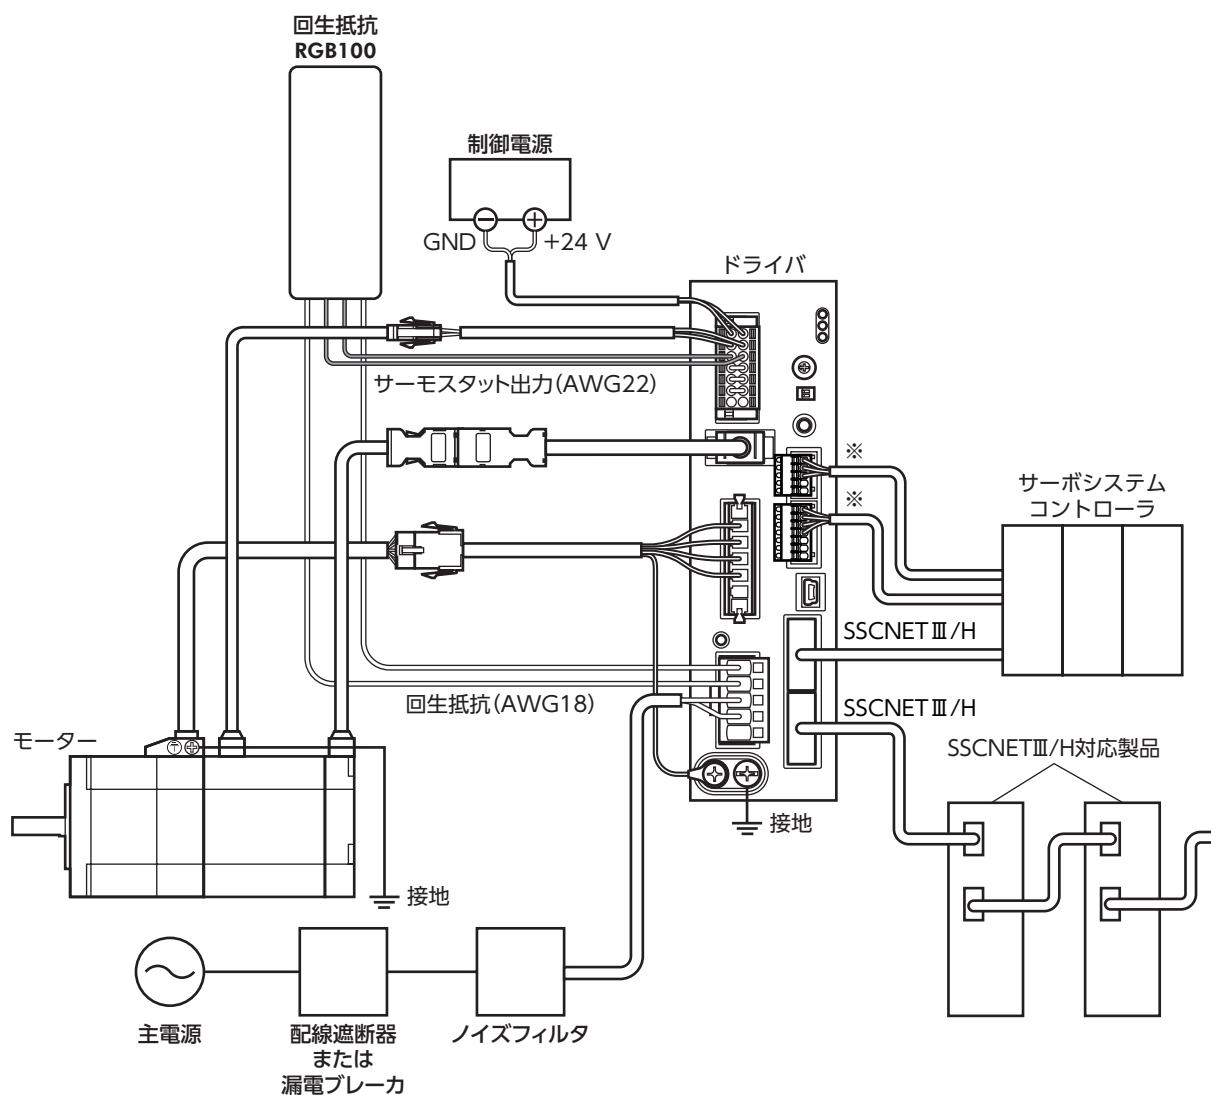 回生抵抗
RGB100
制御電源
GND
+24 V
ドライバ
サーモスタット出力(AWG22)
※
※
サーボシステム
コントローラ
SSCNETⅢ/H
回生抵抗(AWG18)
SSCNETⅢ/H
モーター
SSCNETⅢ/H対応製品
接地
接地
主電源
配線遮断器
または
漏電ブレーカ
ノイズフィルタ